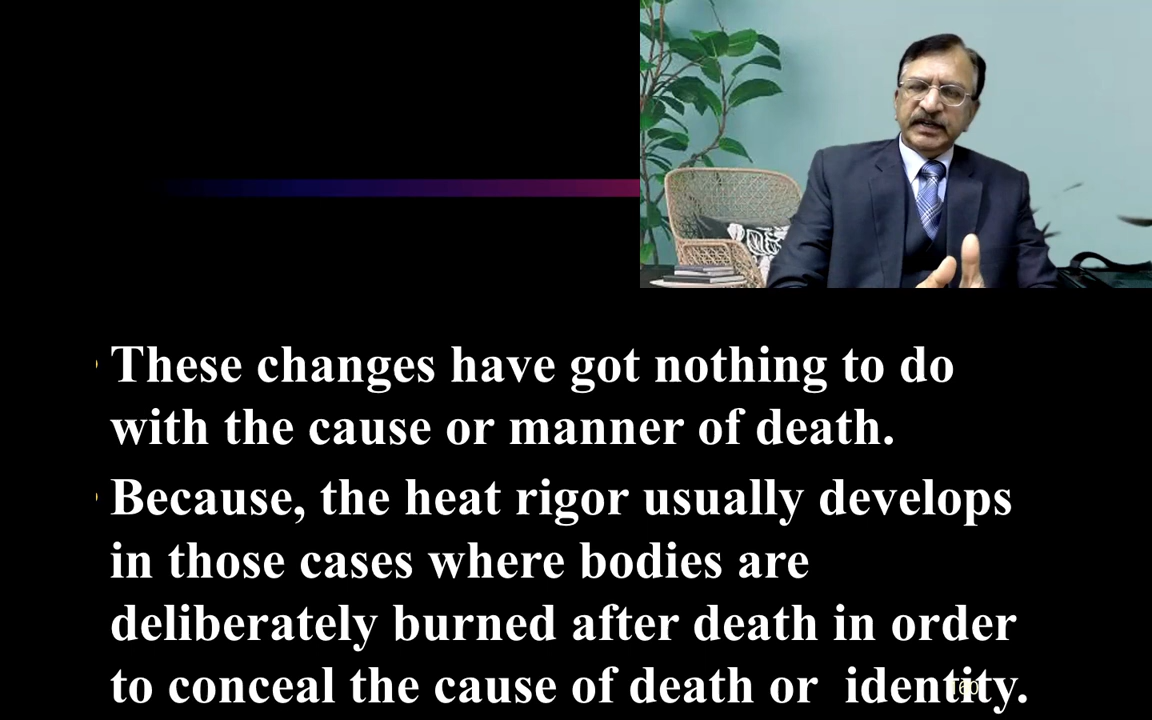 These changes have got nothing to do
with the cause or manner of death.
Because, the heat rigor usually develops
in those cases where bodies are
deliberately burned after death in order
to conceal the cause of death or  identity.